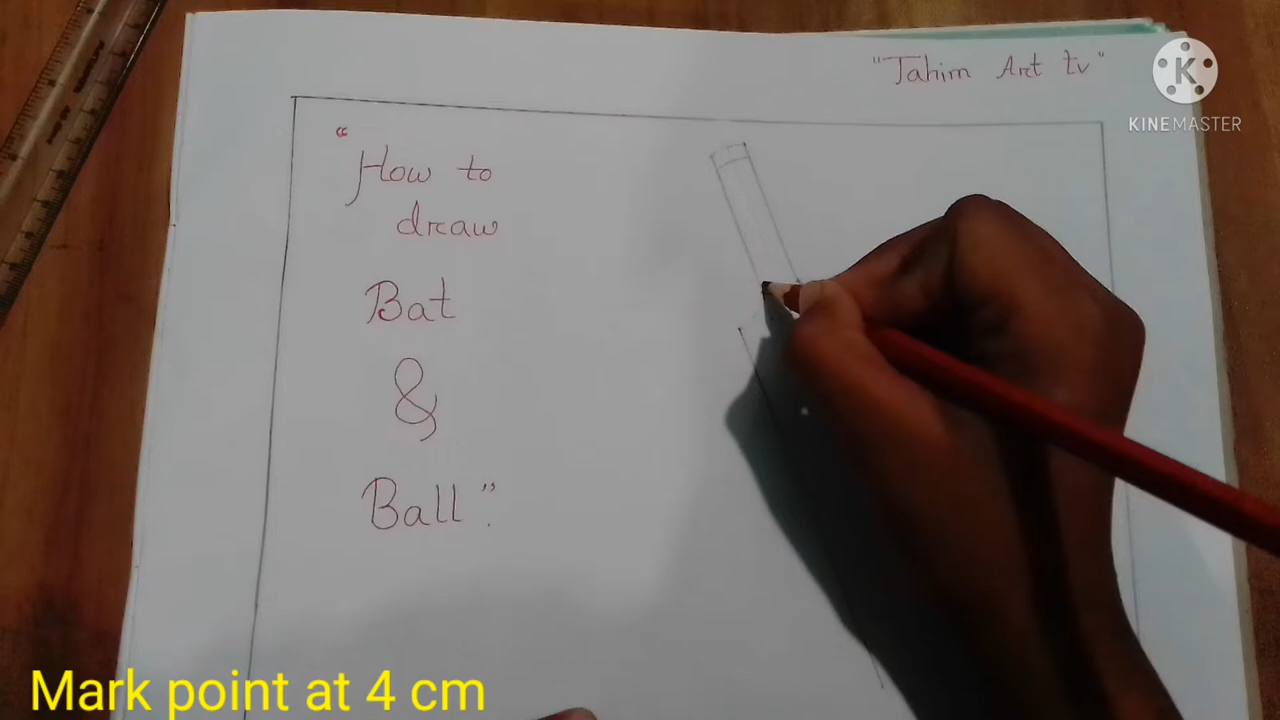 "Tahim Art tv"
KINEMASTER
"How to
draw
Bat
&
Ball".
Mark point at 4 cm